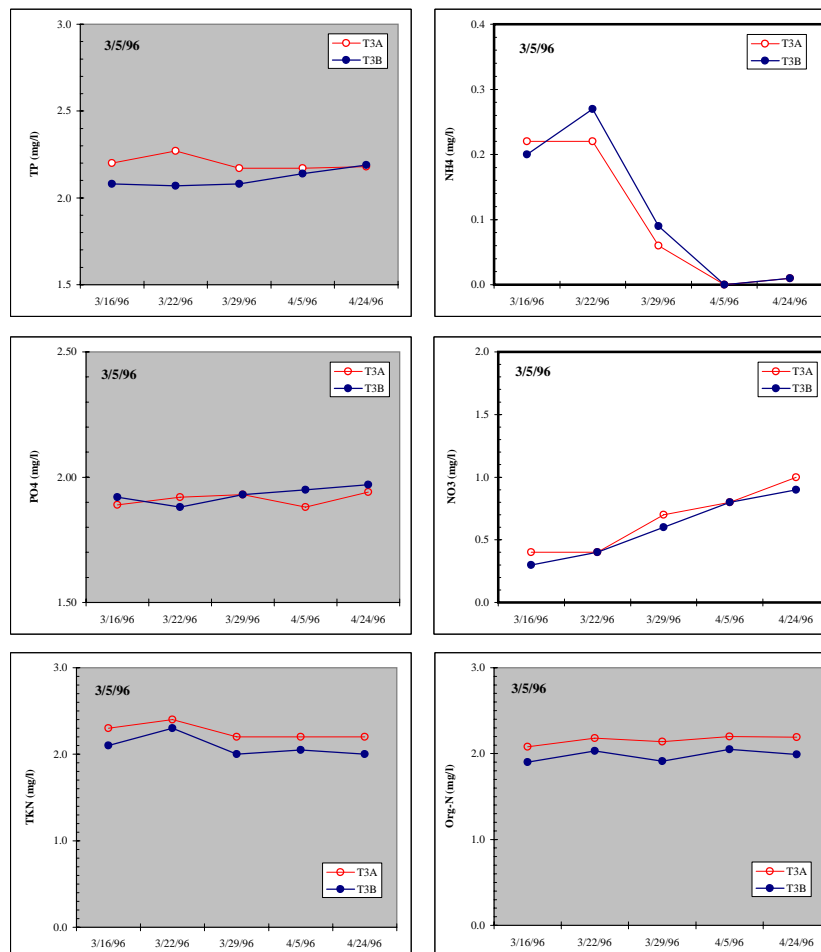 3.0
2.5
2.0
1.5
TP (mg/l)
3/5/96
T3A
T3B
3/16/96 3/22/96 3/29/96 4/5/96 4/24/96
0.4
0.3
0.2
0.1
0.0
NH4 (mg/l)
3/5/96
T3A
T3B
3/16/96 3/22/96 3/29/96 4/5/96 4/24/96
2.50
2.00
1.50
PO4 (mg/l)
3/5/96
T3A
T3B
3/16/96 3/22/96 3/29/96 4/5/96 4/24/96
2.0
1.5
1.0
0.5
0.0
NO3 (mg/l)
3/5/96
T3A
T3B
3/16/96 3/22/96 3/29/96 4/5/96 4/24/96
3.0
2.0
1.0
0.0
TKN (mg/l)
3/5/96
T3A
T3B
3/16/96 3/22/96 3/29/96 4/5/96 4/24/96
3.0
2.0
1.0
0.0
Org-N (mg/l)
3/5/96
T3A
T3B
3/16/96 3/22/96 3/29/96 4/5/96 4/24/96